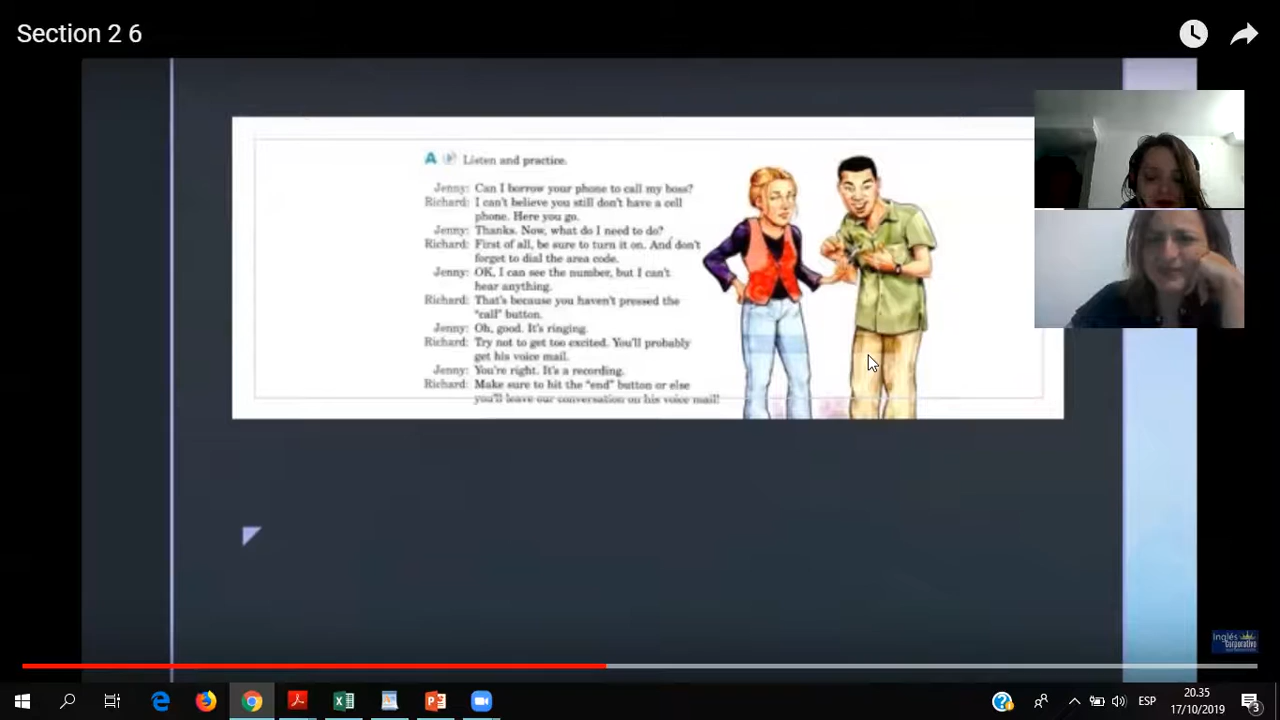 Section 2 6
A Listen and practice.
Jenny: Can I borrow your phone to call my boss?
Richard: I can't believe you still don't have a cell
phone. Here you go.
Jenny: Thanks. Now, what do I need to do?
Richard: First of all, be sure to turn it on. And don't
forget to dial the area code.
Jenny: OK, I can see the number, but I can't
hear anything.
Richard: That's because you haven't pressed the
"call" button.
Jenny: Oh, good. It's ringing.
Richard: Try not to get too excited. You'll probably
get his voice mail.
Jenny: You're right. It's a recording.
Richard: Make sure to hit the "end" button or else
you'll leave our conversation on his voice mail!
Inglés
Corporativo
ESP
20.35
17/10/2019
3